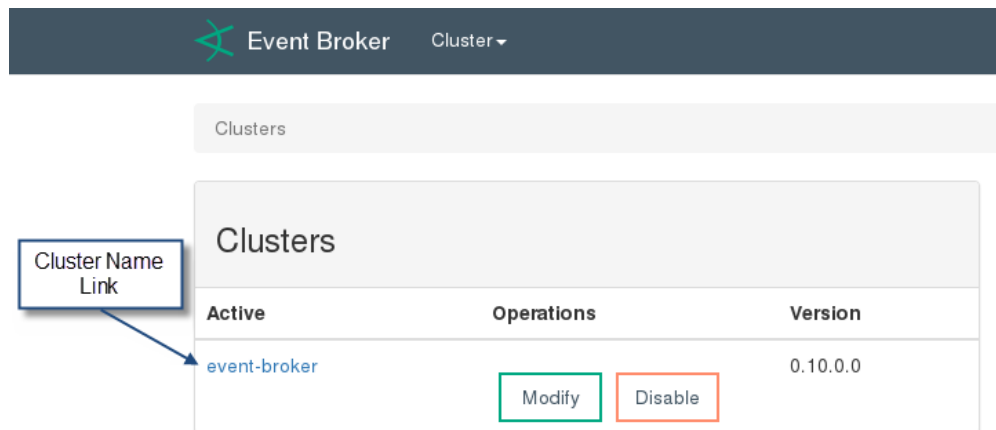 Event Broker Cluster
Clusters
Clusters
Cluster Name
Link
Active Operations Version
event-broker 0.10.0.0
Modify Disable